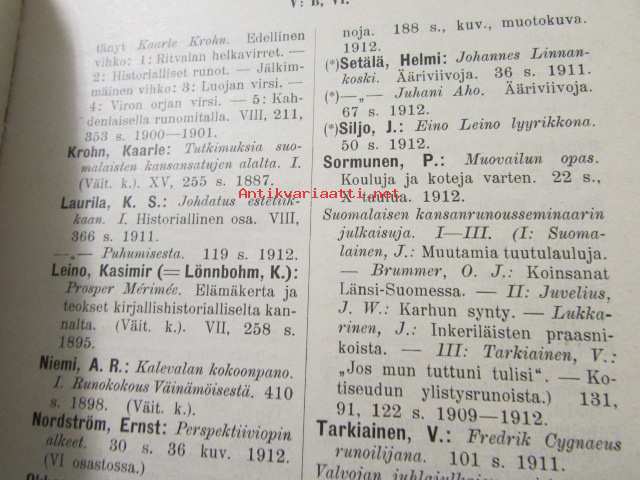 V: B, VI.
tänyt Kaarle Krohn. Edellinen
vihko: 1: Ritvalan helkavirret. —
2: Historialliset runot. — Jälkim-
mäinen vihko: 3: Luojan virsi. —
4: Viron orjan virsi. — 5: Kah-
denlaisella runomitalla. VIII, 211,
353 s. 1900—1901.
Krohn, Kaarle: Tutkimuksia suo-
malaisten kansansatujen alalta. I.
(Väit. k.). XV, 255 s. 1887.
Laurila, K. S.: Johdatus estetiik-
kaan. I. Historiallinen osa. VIII,
366 s. 1911.
—„— Puhumisesta. 119 s. 1912.
Leino, Kasimir (= Lönnbohm, K.):
Prosper Mérimée. Elämäkerta ja
teokset kirjallishistorialliselta kan-
nalta. (Väit. k.). VII, 258 s.
1895.
Niemi, A. R.: Kalevalan kokoonpano.
I. Runokokous Väinämöisestä. 410
s. 1898. (Väit. k.).
Nordström, Ernst: Perspektiiviopin
alkeet. 30 s. 36 kuv. 1912.
(VI osastossa.)
noja. 188 s., kuv., muotokuva.
1912.
(*)Setälä, Helmi: Johannes Linnan-
koski. Ääriviivoja. 36 s. 1911.
(*)—„— Juhani Aho. Ääriviivoja.
67 s. 1912.
(*)Siljo, J.: Eino Leino lyyrikkona.
50 s. 1912.
Sormunen, P.: Muovailun opas.
Kouluja ja koteja varten. 22 s.,
X taulua. 1912.
Suomalaisen kansanrunousseminaarin
julkaisuja. I—III. (I: Suoma-
lainen, J.: Muutamia tuutulauluja.
— Brummer, O. J.: Koinsanat
Länsi-Suomessa. — II: Juvelius,
J. W.: Karhun synty. — Lukka-
rinen, J.: Inkeriläisten praasni-
koista. — III: Tarkiainen, V.:
„Jos mun tuttuni tulisi“. — Ko-
tiseudun ylistysrunoista.) 131,
91, 122 s. 1909—1912.
Tarkiainen, V.: Fredrik Cygnaeus
runoilijana. 101 s. 1911.
Valvojan
Antikvariaatti.net